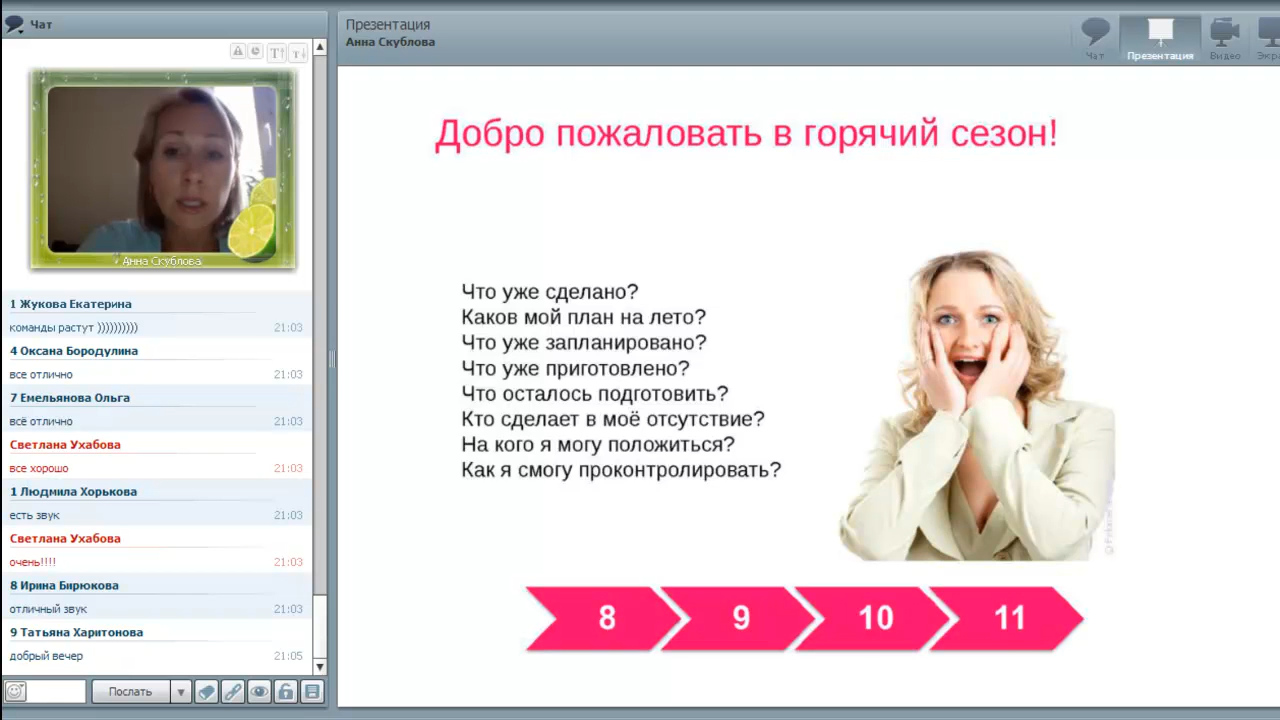 Чат
Анна Скублова
1 Жукова Екатерина
команды растут ))))))))))
21:03
4 Оксана Бородулина
все отлично
21:03
7 Емельянова Ольга
всё отлично
21:03
Светлана Ухабова
все хорошо
21:03
1 Людмила Хорькова
есть звук
21:03
Светлана Ухабова
очень!!!!
21:03
8 Ирина Бирюкова
отличный звук
21:03
9 Татьяна Харитонова
добрый вечер
21:05
Послать
Презентация
Анна Скублова
Чат
Презентация
Видео
Экра
Добро пожаловать в горячий сезон!
Что уже сделано?
Каков мой план на лето?
Что уже запланировано?
Что уже приготовлено?
Что осталось подготовить?
Кто сделает в моё отсутствие?
На кого я могу положиться?
Как я смогу проконтролировать?
8
9
10
11